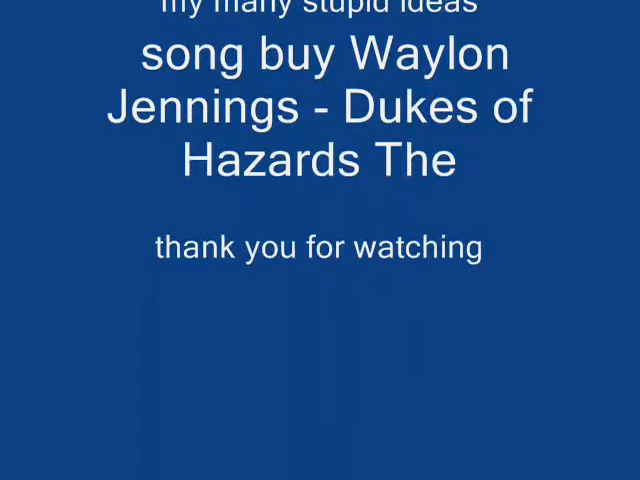 my many stupid ideas
song buy Waylon
Jennings - Dukes of
Hazards The
thank you for watching